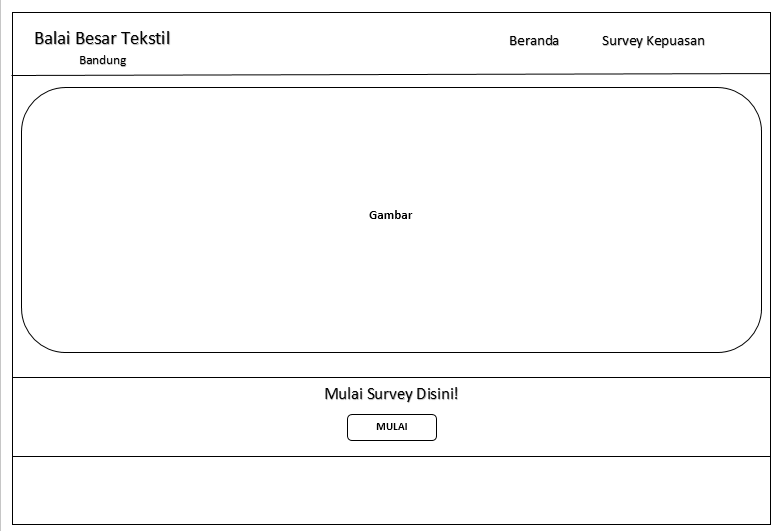 Balai Besar Tekstil
Bandung
Beranda
Survey Kepuasan
Gambar
Mulai Survey Disini!
MULAI